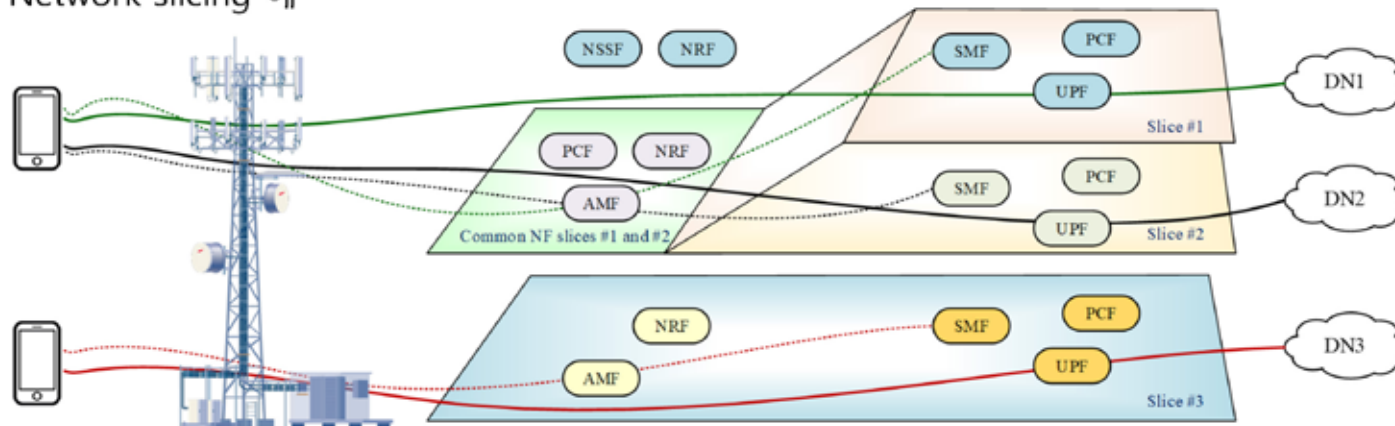 Network slicing
NSSF
NRF
SMF
PCF
UPF
DN1
Slice #1
PCF
NRF
AMF
Common NF slices #1 and #2
SMF
PCF
UPF
DN2
Slice #2
NRF
AMF
SMF
PCF
UPF
DN3
Slice #3